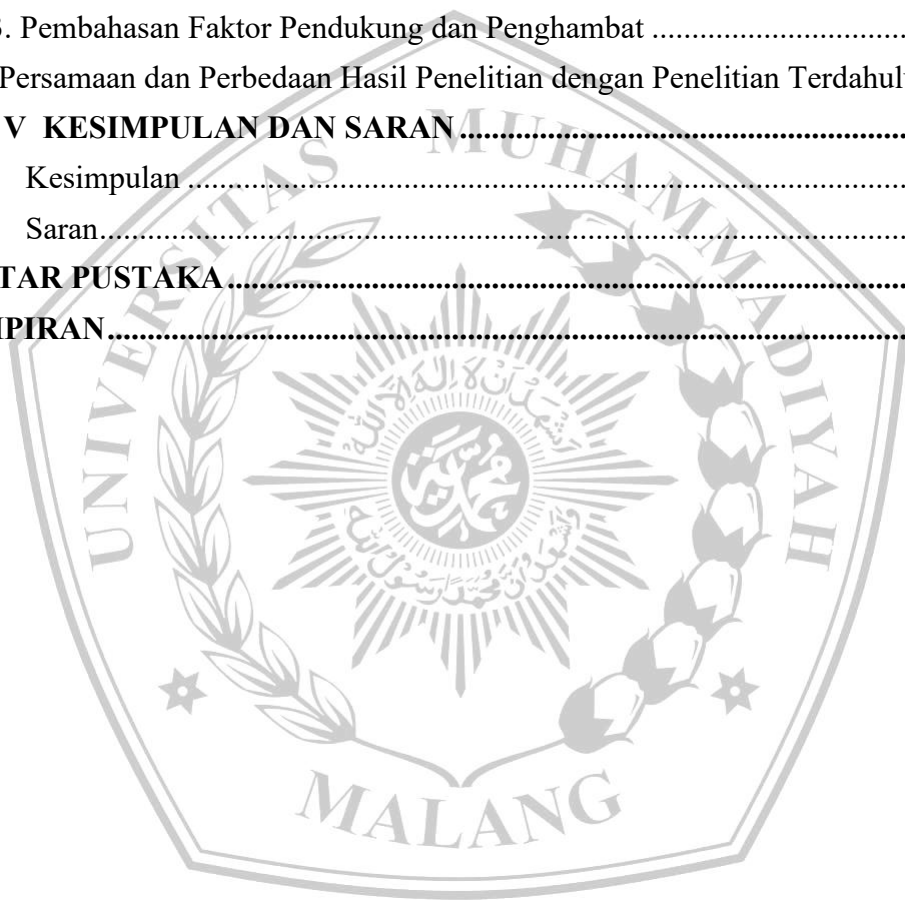 . Pembahasan Faktor Pendukung dan Penghambat ................................
Persamaan dan Perbedaan Hasil Penelitian dengan Penelitian Terdahul
V KESIMPULAN DAN SARAN ........................................................
Kesimpulan ..........................................................................................
Saran.....................................................................................................
TAR PUSTAKA .....................................................................................
PIRAN....................................................................................................
UNIVERSITAS MUHAMMADIYAH
MALANG